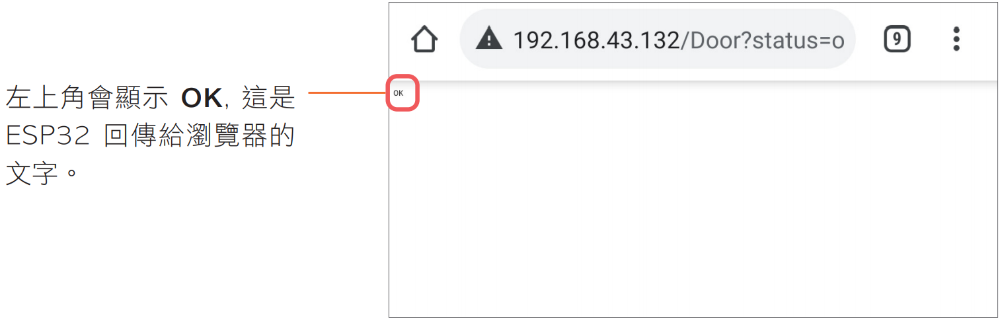 192.168.43.132/Door?status=o
9
OK
左上角會顯示 OK, 這是
ESP32 回傳給瀏覽器的
文字。